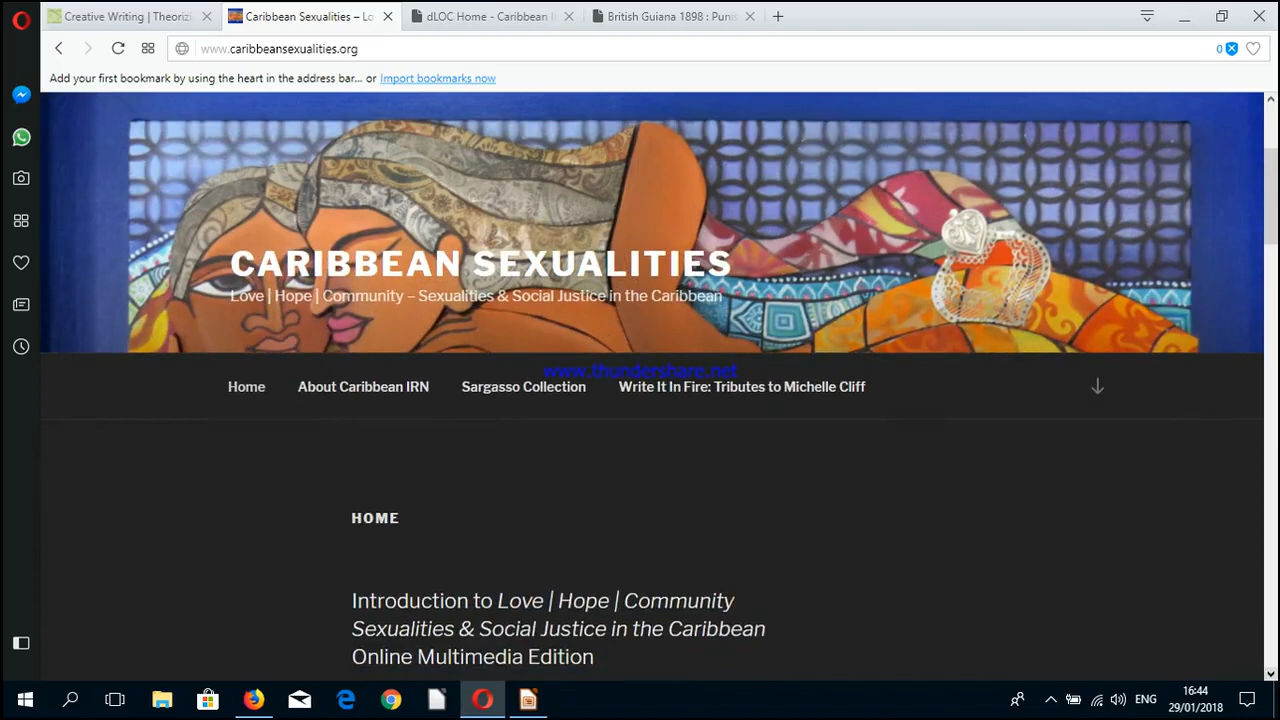 Creative Writing | Theorizi
Caribbean Sexualities – Lo
dLOC Home - Caribbean I
British Guiana 1898 : Punis
www.caribbeansexualities.org
0
Add your first bookmark by using the heart in the address bar... or Import bookmarks now
CARIBBEAN SEXUALITIES
Love | Hope | Community – Sexualities & Social Justice in the Caribbean
www.thundershare.net
Home About Caribbean IRN Sargasso Collection Write It In Fire: Tributes to Michelle Cliff
HOME
Introduction to Love | Hope | Community
Sexualities & Social Justice in the Caribbean
Online Multimedia Edition
ENG
16:44
29/01/2018